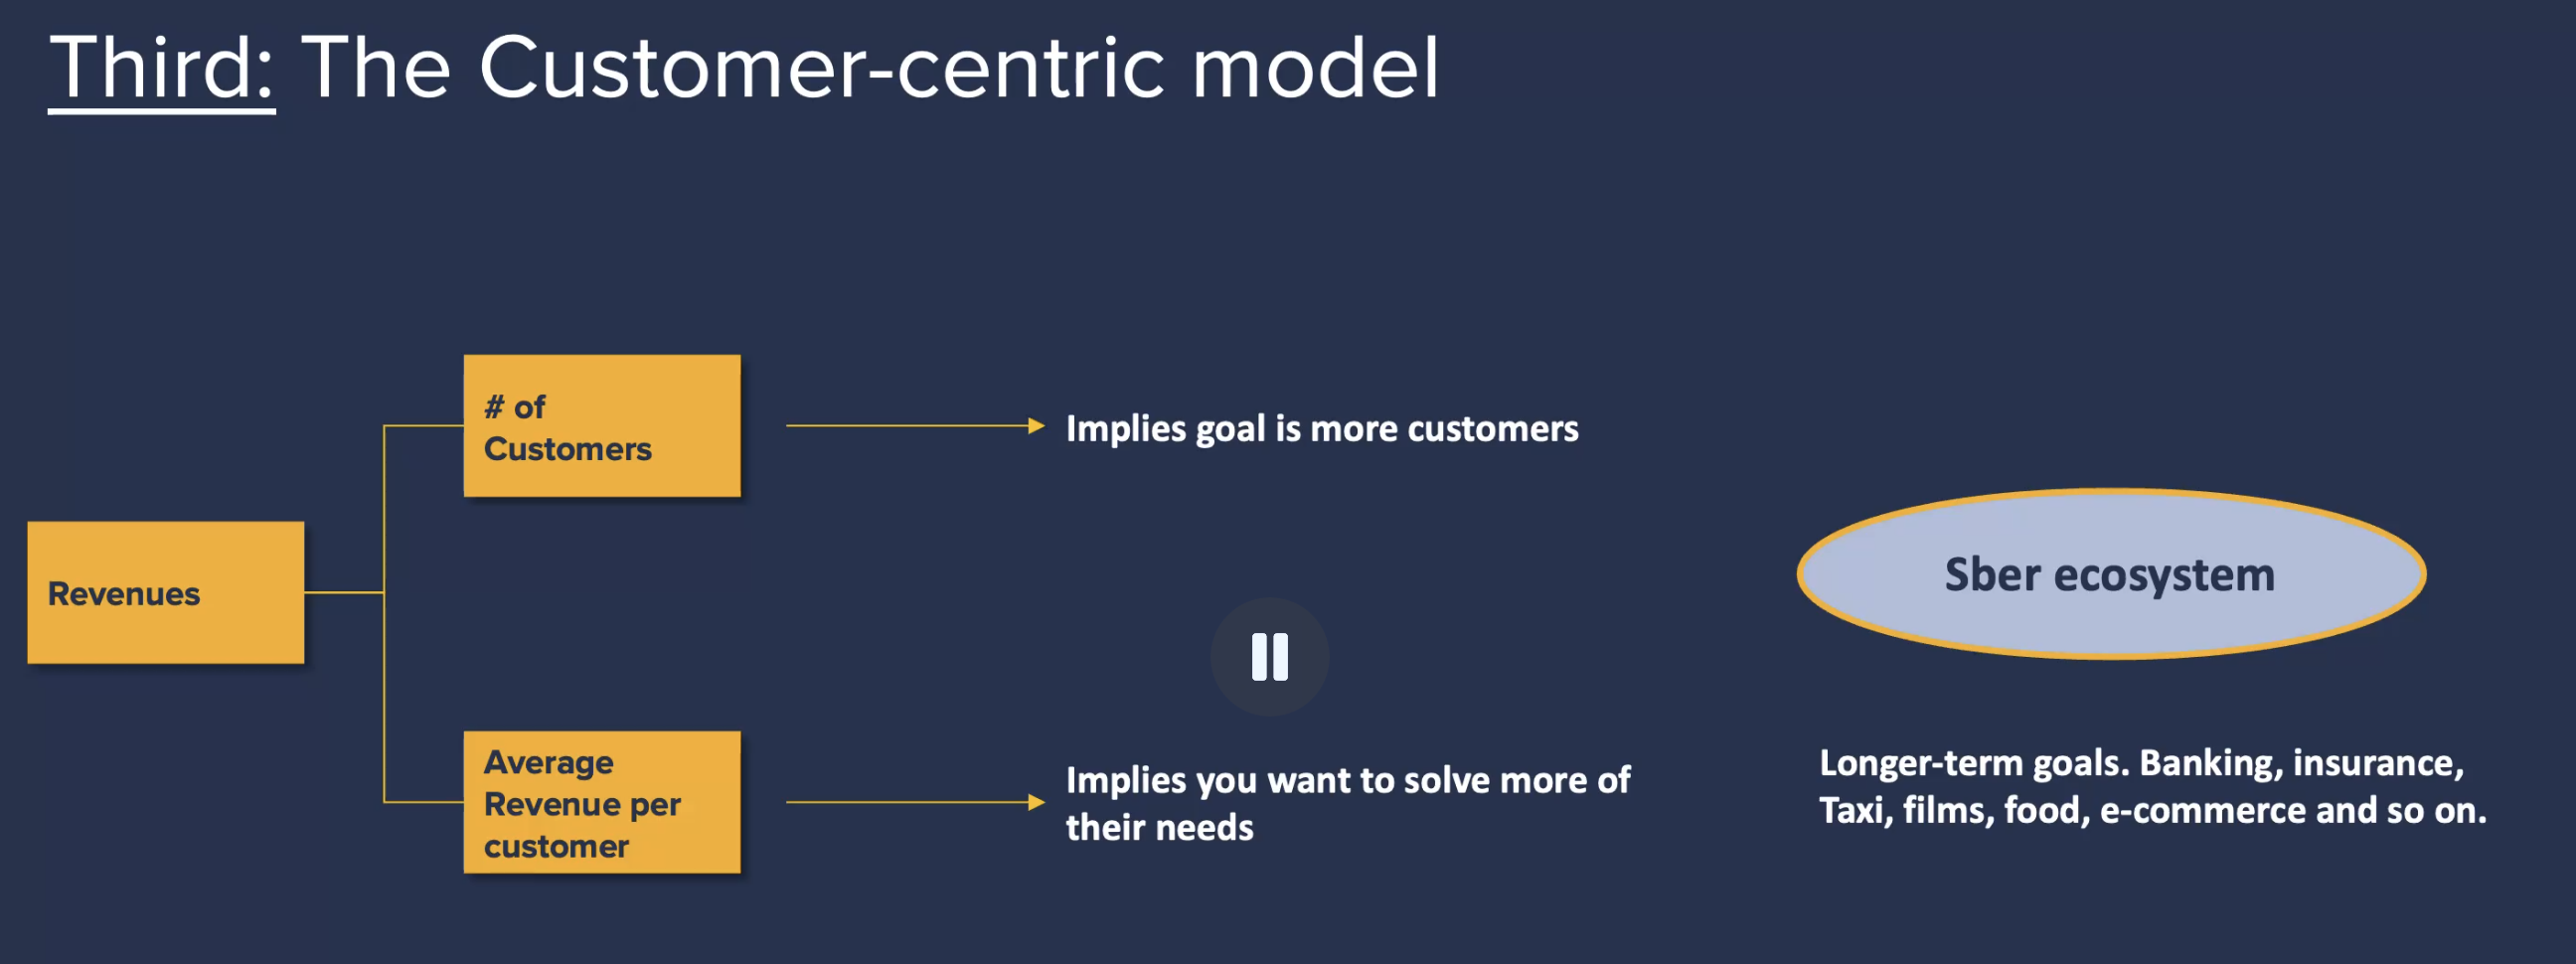 Third: The Customer-centric model
# of
Customers
Implies goal is more customers
Revenues
Sber ecosystem
Average
Revenue per
customer
Implies you want to solve more of
their needs
Longer-term goals. Banking, insurance,
Taxi, films, food, e-commerce and so on.